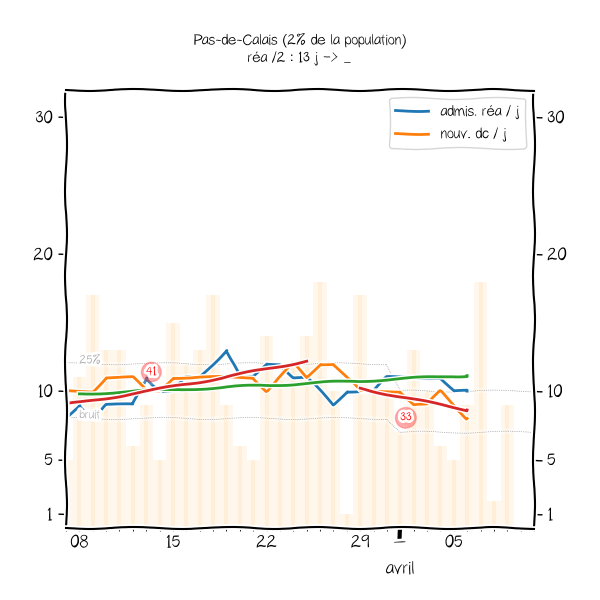 Pas-de-Calais (2% de la population)
réa /2 : 13 j -> _
admis. réa / j
nouv. dc / j
30
30
20
20
25%
41
10
10
bruit
33
5
5
1
1
08 15 22 29 1 05
avril